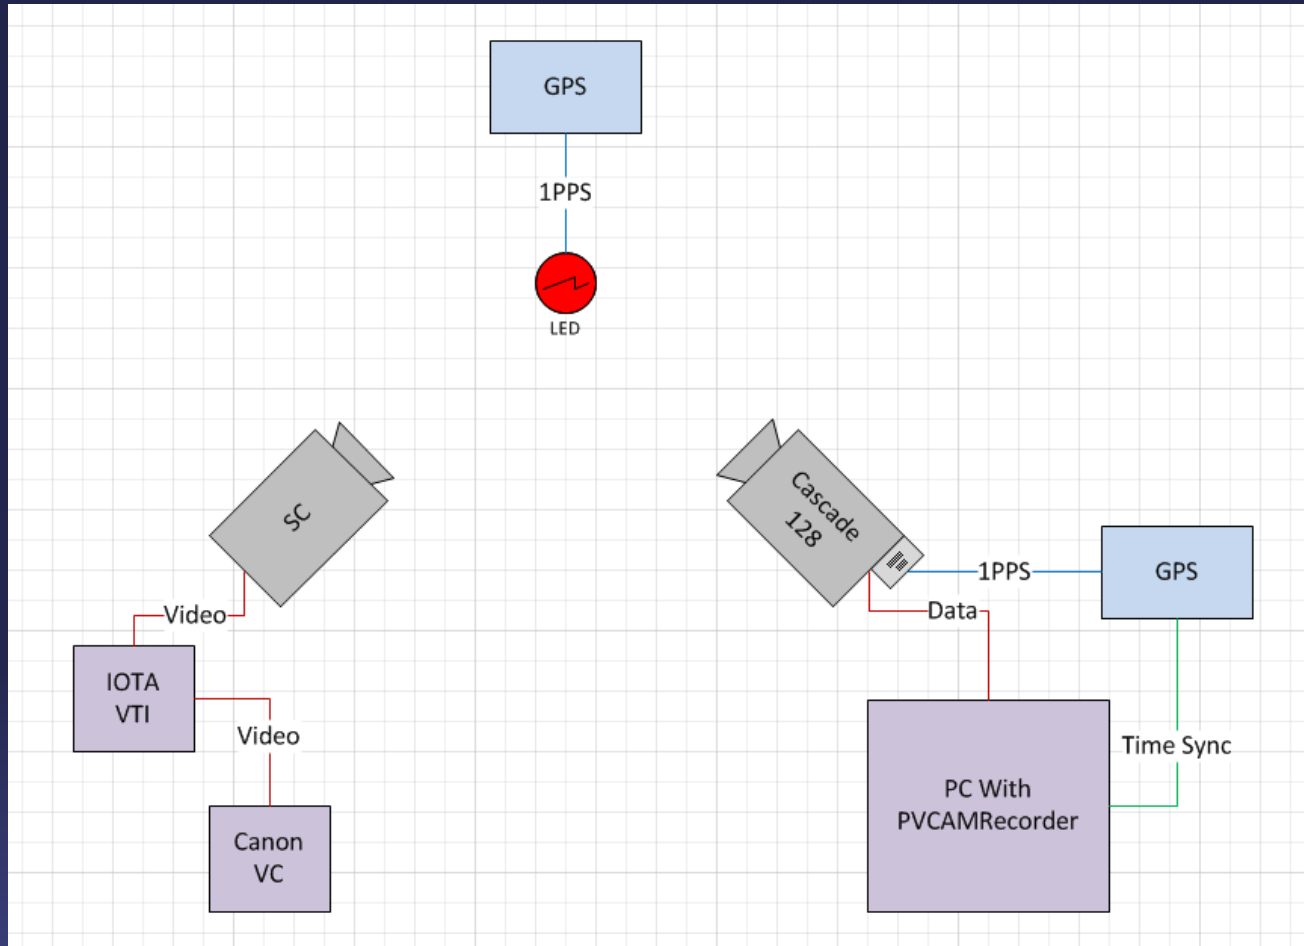 GPS
1PPS
LED
SC
Cascade
128
1PPS
GPS
Video
Data
IOTA
VTI
Video
Time Sync
PC With
PVCAMRecorder
Canon
VC